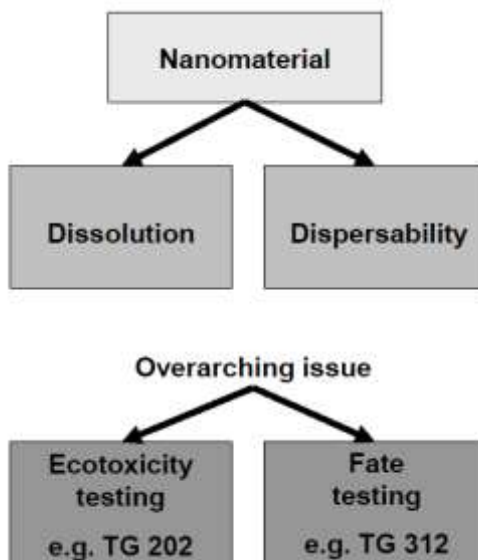 Nanomaterial
Dissolution
Dispersability
Overarching issue
Ecotoxicity
testing
e.g. TG 202
Fate
testing
e.g. TG 312